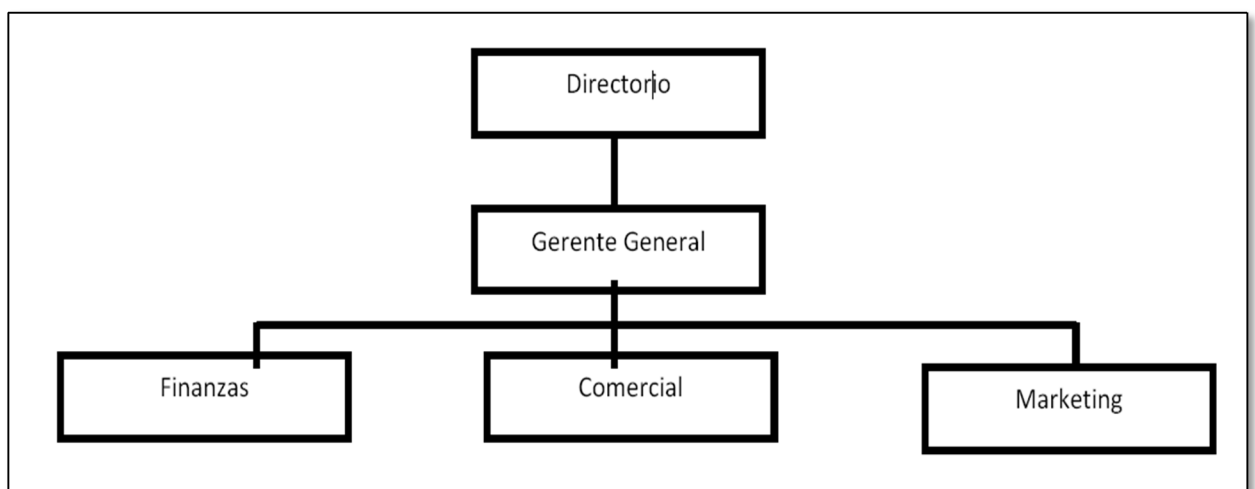 Directorio
Gerente General
Finanzas
Comercial
Marketing